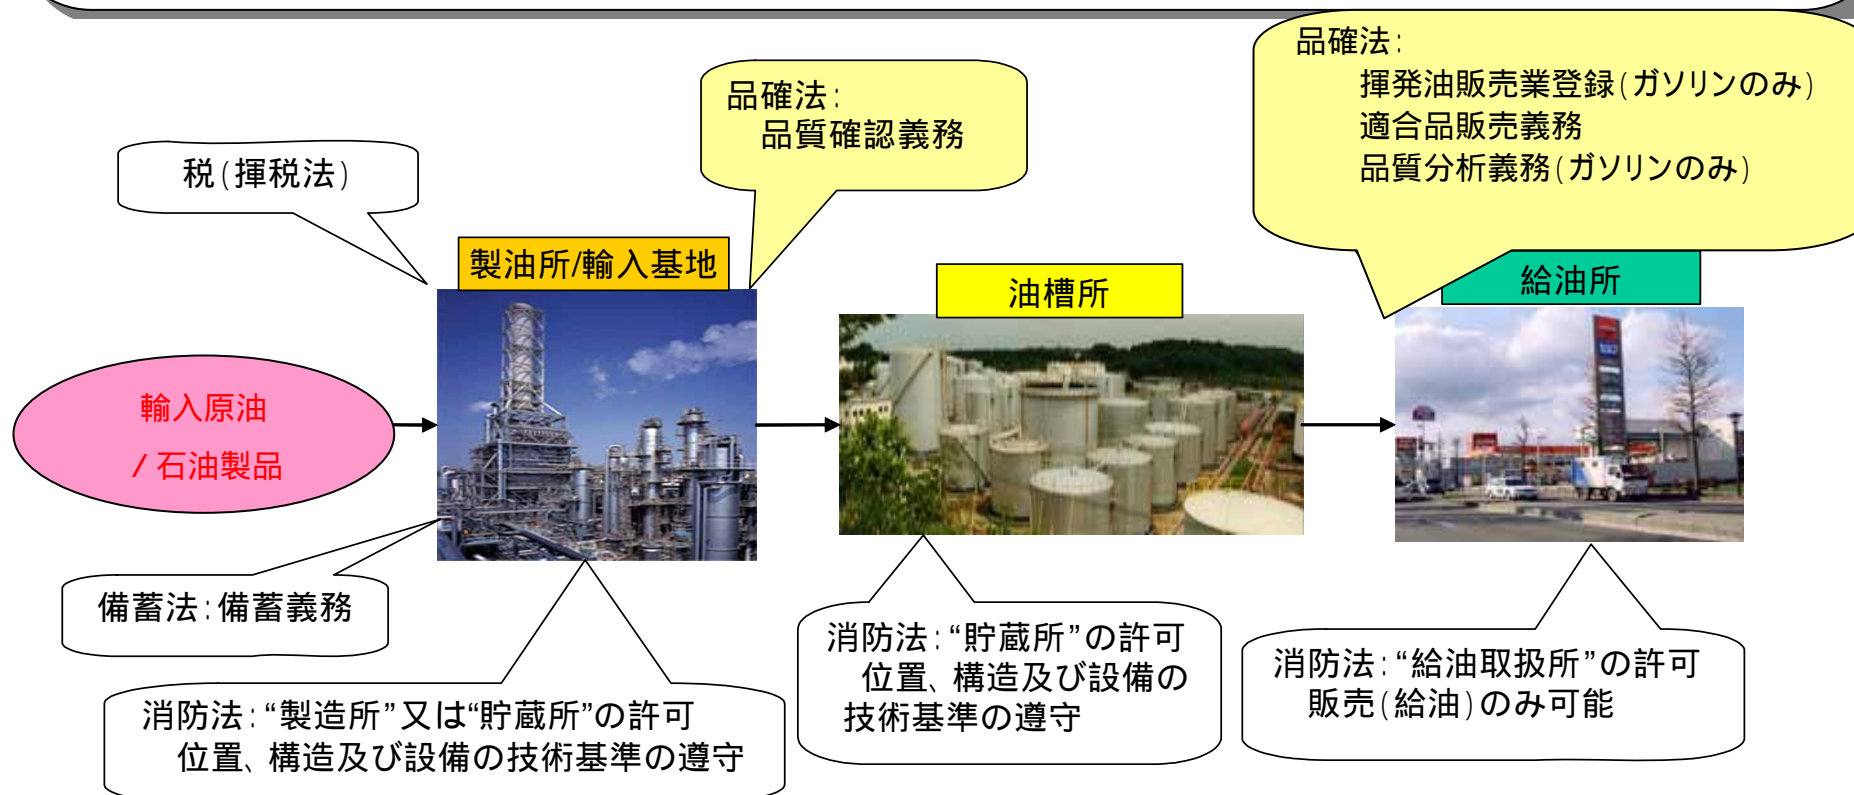 品確法:
揮発油販売業登録(ガソリンのみ)
適合品販売義務
品質分析義務(ガソリンのみ)
品確法:
品質確認義務
税(揮税法)
製油所/輸入基地
油槽所
給油所
輸入原油
/ 石油製品
備蓄法:備蓄義務
消防法:“製造所”又は“貯蔵所”の許可
位置、構造及び設備の技術基準の遵守
消防法:“貯蔵所”の許可
位置、構造及び設備の
技術基準の遵守
消防法:“給油取扱所”の許可
販売(給油)のみ可能